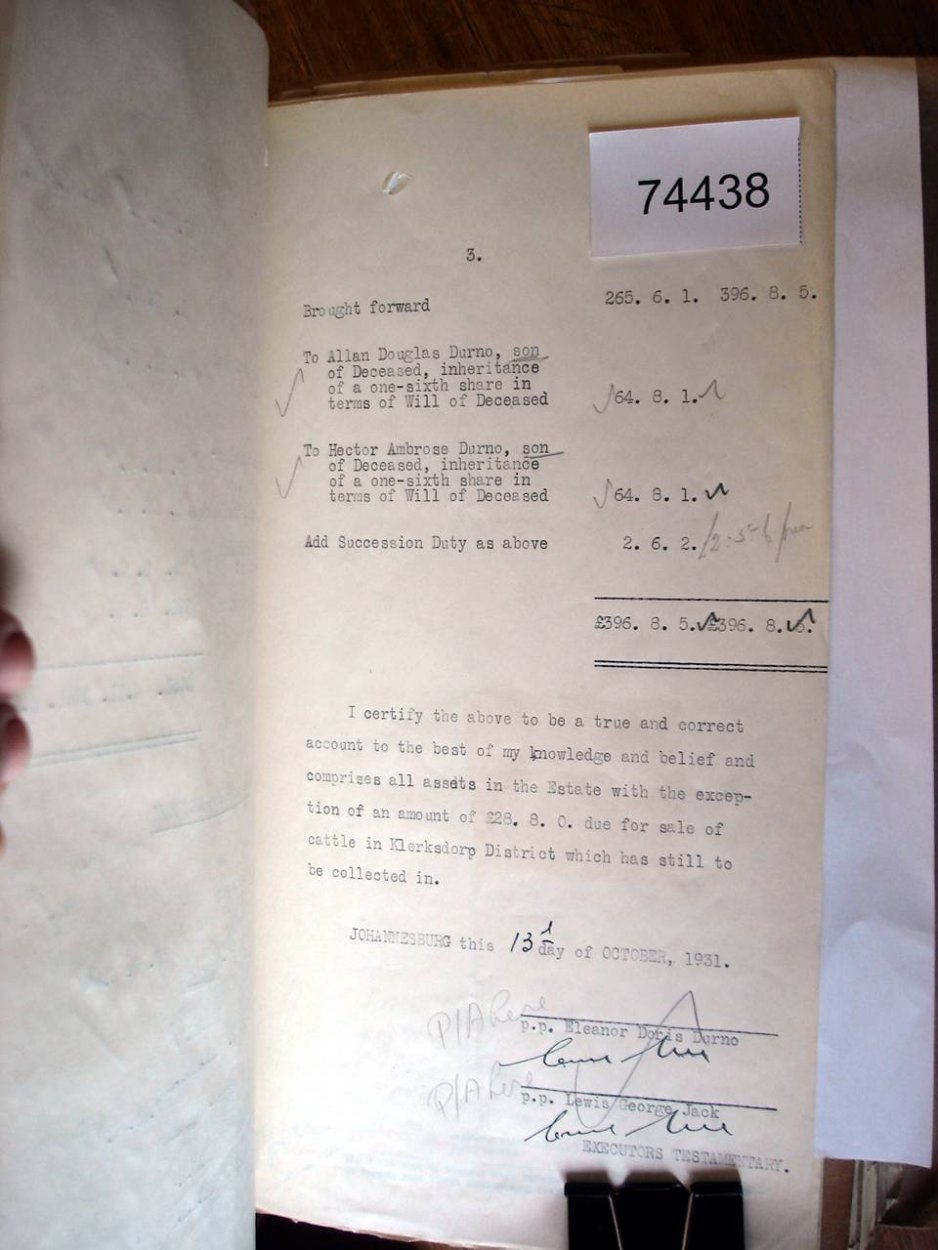 74438
3.
Brought forward 265. 6. 1. 396. 8. 5.
To Allan Douglas Durno, son
of Deceased, inheritance
of a one-sixth share in
terms of Will of Deceased 64. 8. 1.
To Hector Ambrose Durno, son
of Deceased, inheritance
of a one-sixth share in
terms of Will of Deceased 64. 8. 1.
Add Succession Duty as above 2. 6. 2.
£396. 8. 5. £396. 8. 5.
I certify the above to be a true and correct
account to the best of my knowledge and belief and
comprises all assets in the Estate with the excep-
tion of an amount of £28. 8. 0. due for sale of
cattle in Klerksdorp District which has still to
be collected in.
JOHANNESBURG this 13 day of OCTOBER, 1931.
P/A here
p.p. Eleanor Doris Durno
P/A here
p.p. Lewis George Jack
EXECUTORS TESTAMENTARY.